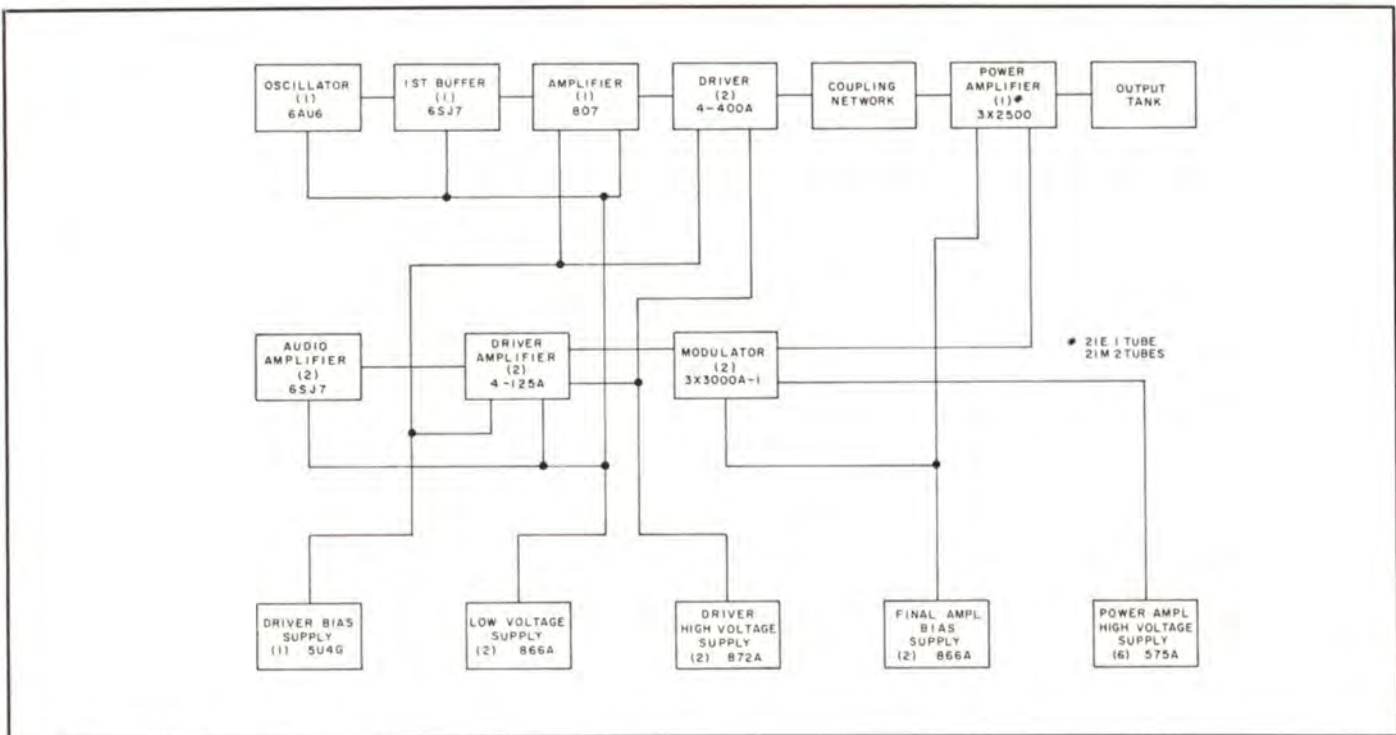 OSCILLATOR
(1)
6AU6
1ST BUFFER
(1)
6SJ7
AMPLIFIER
(1)
807
DRIVER
(2)
4-400A
COUPLING
NETWORK
POWER
AMPLIFIER
(1)*
3X2500
OUTPUT
TANK
AUDIO
AMPLIFIER
(2)
6SJ7
DRIVER
AMPLIFIER
(2)
4-125A
MODULATOR
(2)
3X3000A-1
* 21E 1 TUBE
21M 2 TUBES
DRIVER BIAS
SUPPLY
(1) 5U4G
LOW VOLTAGE
SUPPLY
(2) 866A
DRIVER
HIGH VOLTAGE
SUPPLY
(2) 872A
FINAL AMPL
BIAS
SUPPLY
(2) 866A
POWER AMPL
HIGH VOLTAGE
SUPPLY
(6) 575A